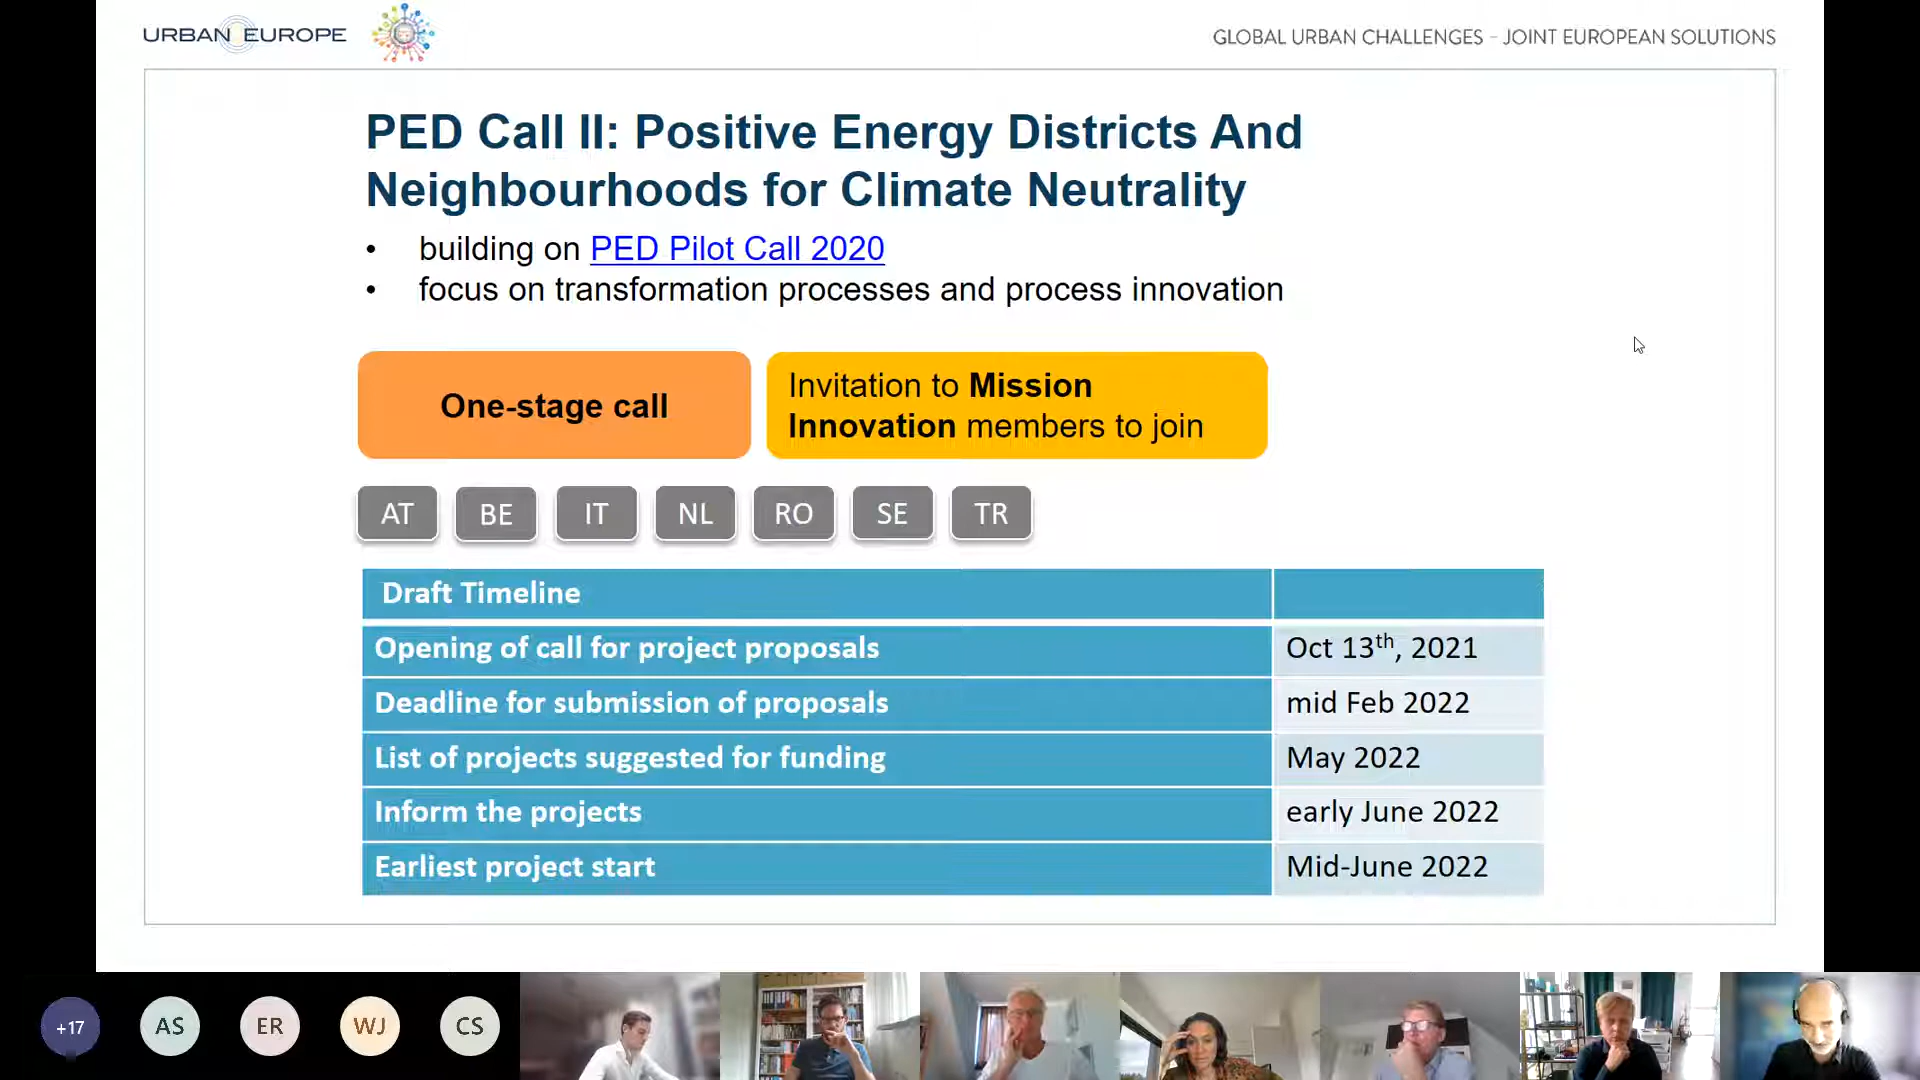 URBAN EUROPE
GLOBAL URBAN CHALLENGES – JOINT EUROPEAN SOLUTIONS
PED Call II: Positive Energy Districts And
Neighbourhoods for Climate Neutrality
• building on PED Pilot Call 2020
• focus on transformation processes and process innovation
One-stage call
Invitation to Mission
Innovation members to join
AT BE IT NL RO SE TR
Draft Timeline
Opening of call for project proposals Oct 13th, 2021
Deadline for submission of proposals mid Feb 2022
List of projects suggested for funding May 2022
Inform the projects early June 2022
Earliest project start Mid-June 2022
+17 AS ER WJ CS